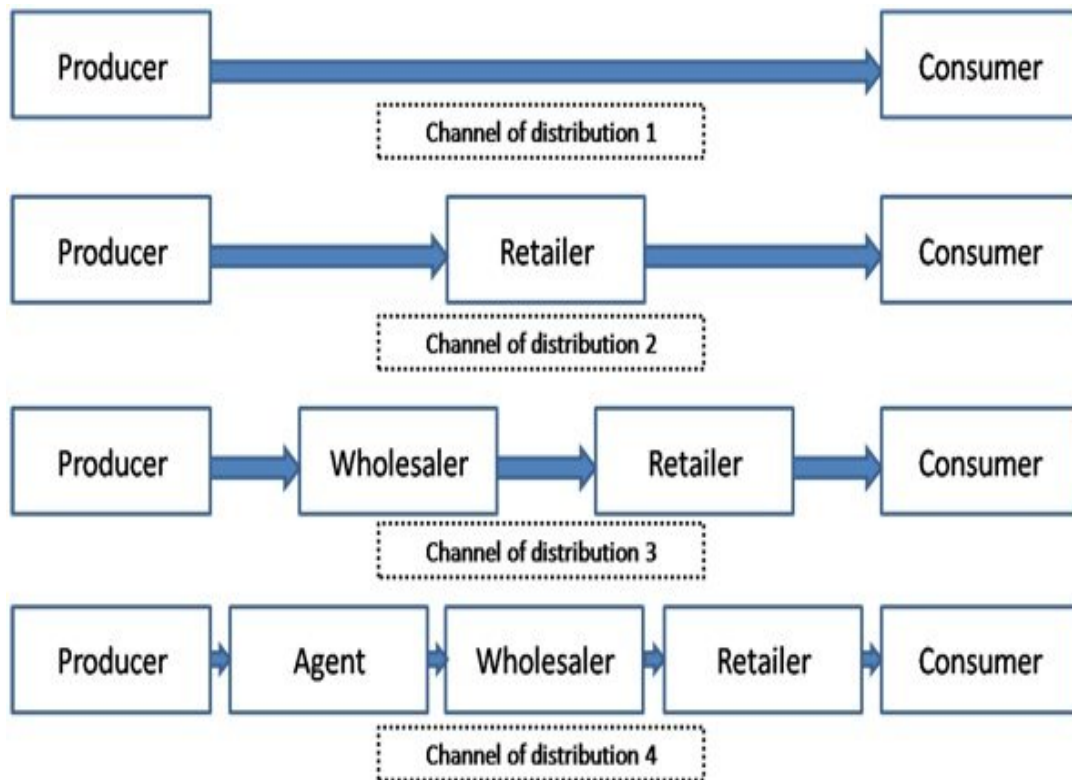 Producer
Consumer
Channel of distribution 1
Producer
Retailer
Consumer
Channel of distribution 2
Producer
Wholesaler
Retailer
Consumer
Channel of distribution 3
Producer
Agent
Wholesaler
Retailer
Consumer
Channel of distribution 4